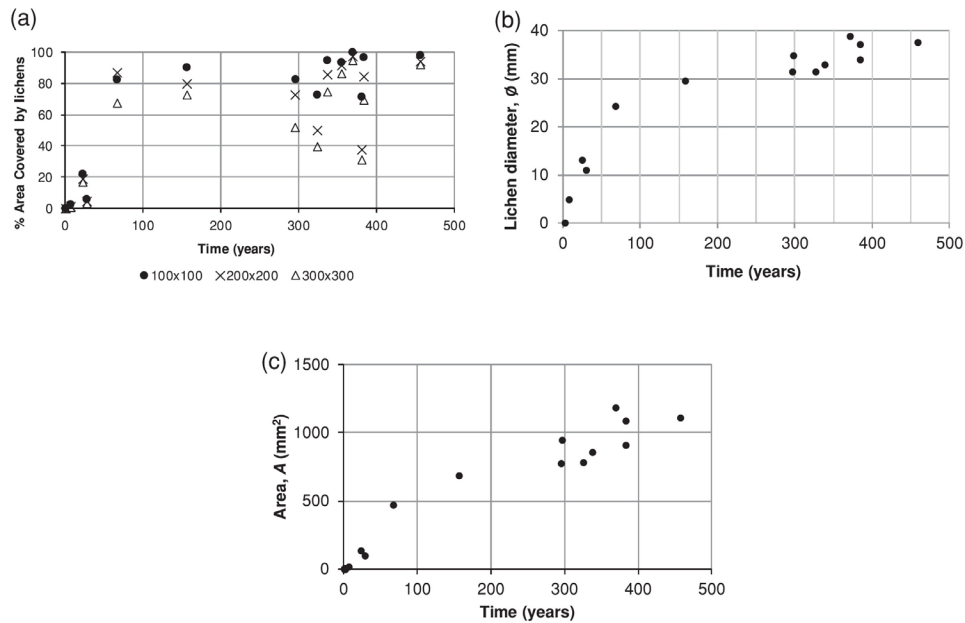 (a)
% Area Covered by lichens
100
80
60
40
20
0
0 100 200 300 400 500
Time (years)
●100x100 ×200x200 △300x300
(b)
Lichen diameter, ø (mm)
40
30
20
10
0
0 100 200 300 400 500
Time (years)
(c)
Area, A (mm²)
1500
1000
500
0
0 100 200 300 400 500
Time (years)